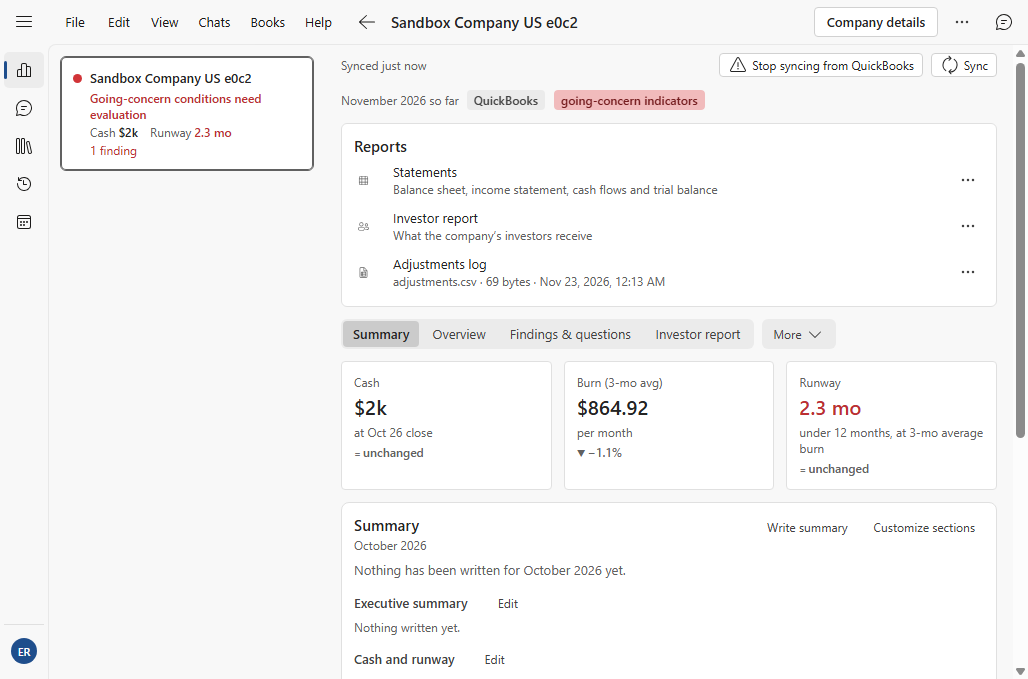 File Edit View Chats Books Help Sandbox Company US e0c2 Company details
Sandbox Company US e0c2
Going-concern conditions need
evaluation
Cash $2k Runway 2.3 mo
1 finding
Synced just now Stop syncing from QuickBooks Sync
November 2026 so far QuickBooks going-concern indicators
Reports
Statements
Balance sheet, income statement, cash flows and trial balance
Investor report
What the company’s investors receive
Adjustments log
adjustments.csv · 69 bytes · Nov 23, 2026, 12:13 AM
Summary Overview Findings & questions Investor report More
Cash
$2k
at Oct 26 close
= unchanged
Burn (3-mo avg)
$864.92
per month
▼ −1.1%
Runway
2.3 mo
under 12 months, at 3-mo average
burn
= unchanged
Summary Write summary Customize sections
October 2026
Nothing has been written for October 2026 yet.
Executive summary Edit
Nothing written yet.
Cash and runway Edit
ER